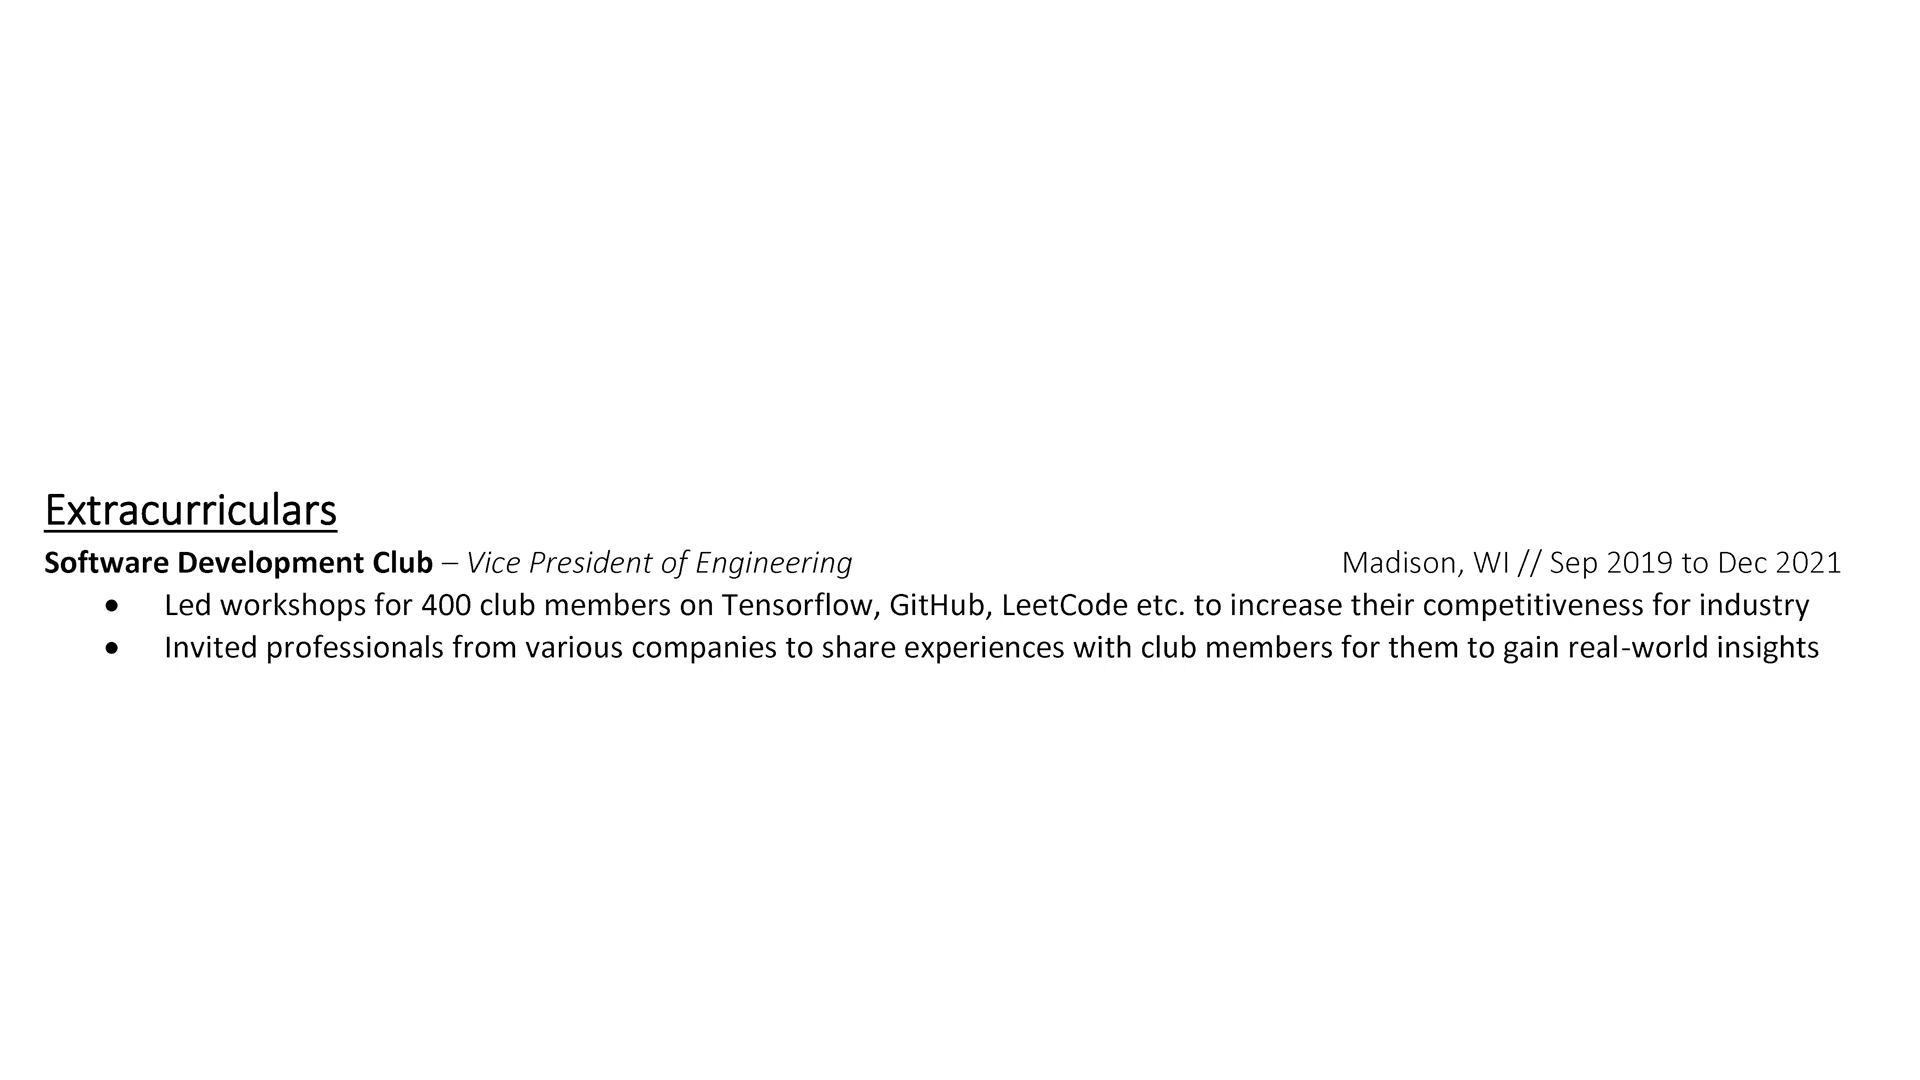 Extracurriculars
Software Development Club – Vice President of Engineering Madison, WI // Sep 2019 to Dec 2021
• Led workshops for 400 club members on Tensorflow, GitHub, LeetCode etc. to increase their competitiveness for industry
• Invited professionals from various companies to share experiences with club members for them to gain real-world insights